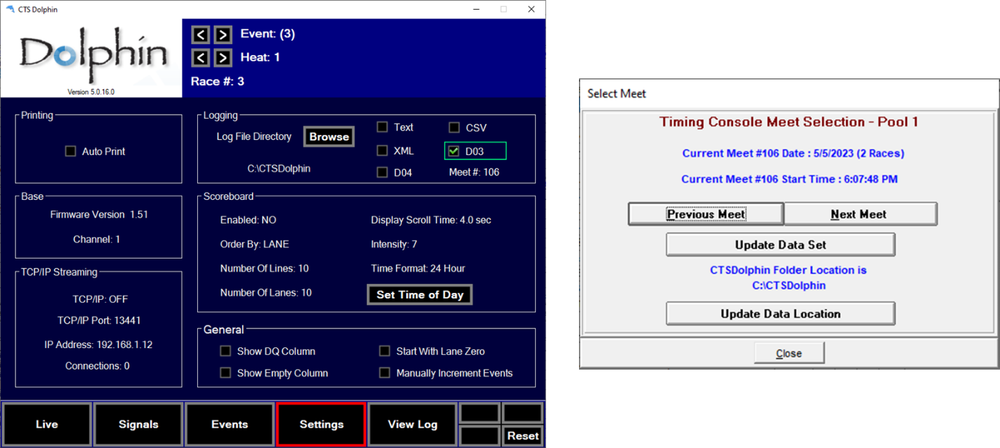 CTS Dolphin
Dolphin
Version 5.0.16.0
< > Event: (3)
< > Heat: 1
Race #: 3
Printing
Auto Print
Base
Firmware Version 1.51
Channel: 1
TCP/IP Streaming
TCP/IP: OFF
TCP/IP Port: 13441
IP Address: 192.168.1.12
Connections: 0
Logging
Log File Directory Browse
C:\CTSDolphin
Text CSV
XML D03
D04 Meet #: 106
Scoreboard
Enabled: NO Display Scroll Time: 4.0 sec
Order By: LANE Intensity: 7
Number Of Lines: 10 Time Format: 24 Hour
Number Of Lanes: 10 Set Time of Day
General
Show DQ Column Start With Lane Zero
Show Empty Column Manually Increment Events
Live Signals Events Settings View Log Reset
Select Meet
Timing Console Meet Selection - Pool 1
Current Meet #106 Date : 5/5/2023 (2 Races)
Current Meet #106 Start Time : 6:07:48 PM
Previous Meet Next Meet
Update Data Set
CTSDolphin Folder Location is
C:\CTSDolphin
Update Data Location
Close